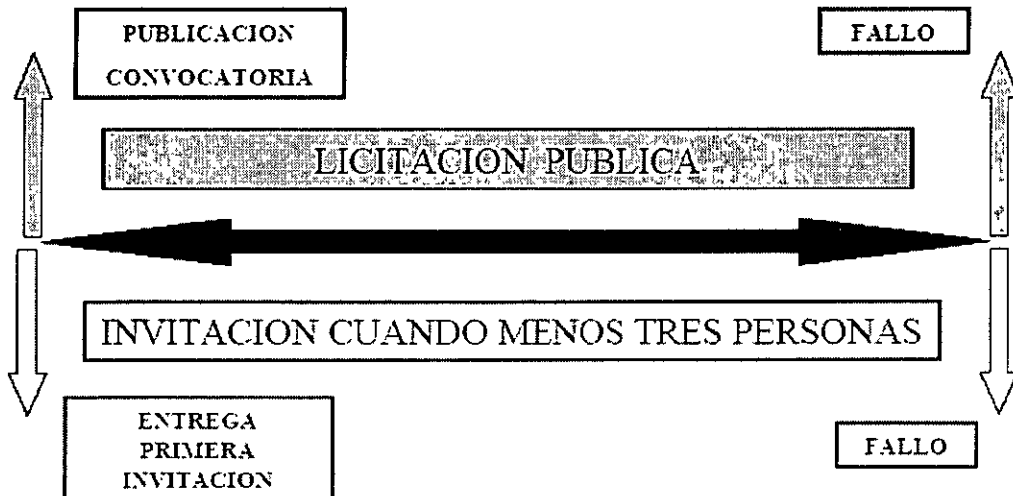 PUBLICACION
CONVOCATORIA
FALLO
LICITACION PUBLICA
INVITACION CUANDO MENOS TRES PERSONAS
ENTREGA
PRIMERA
INVITACION
FALLO